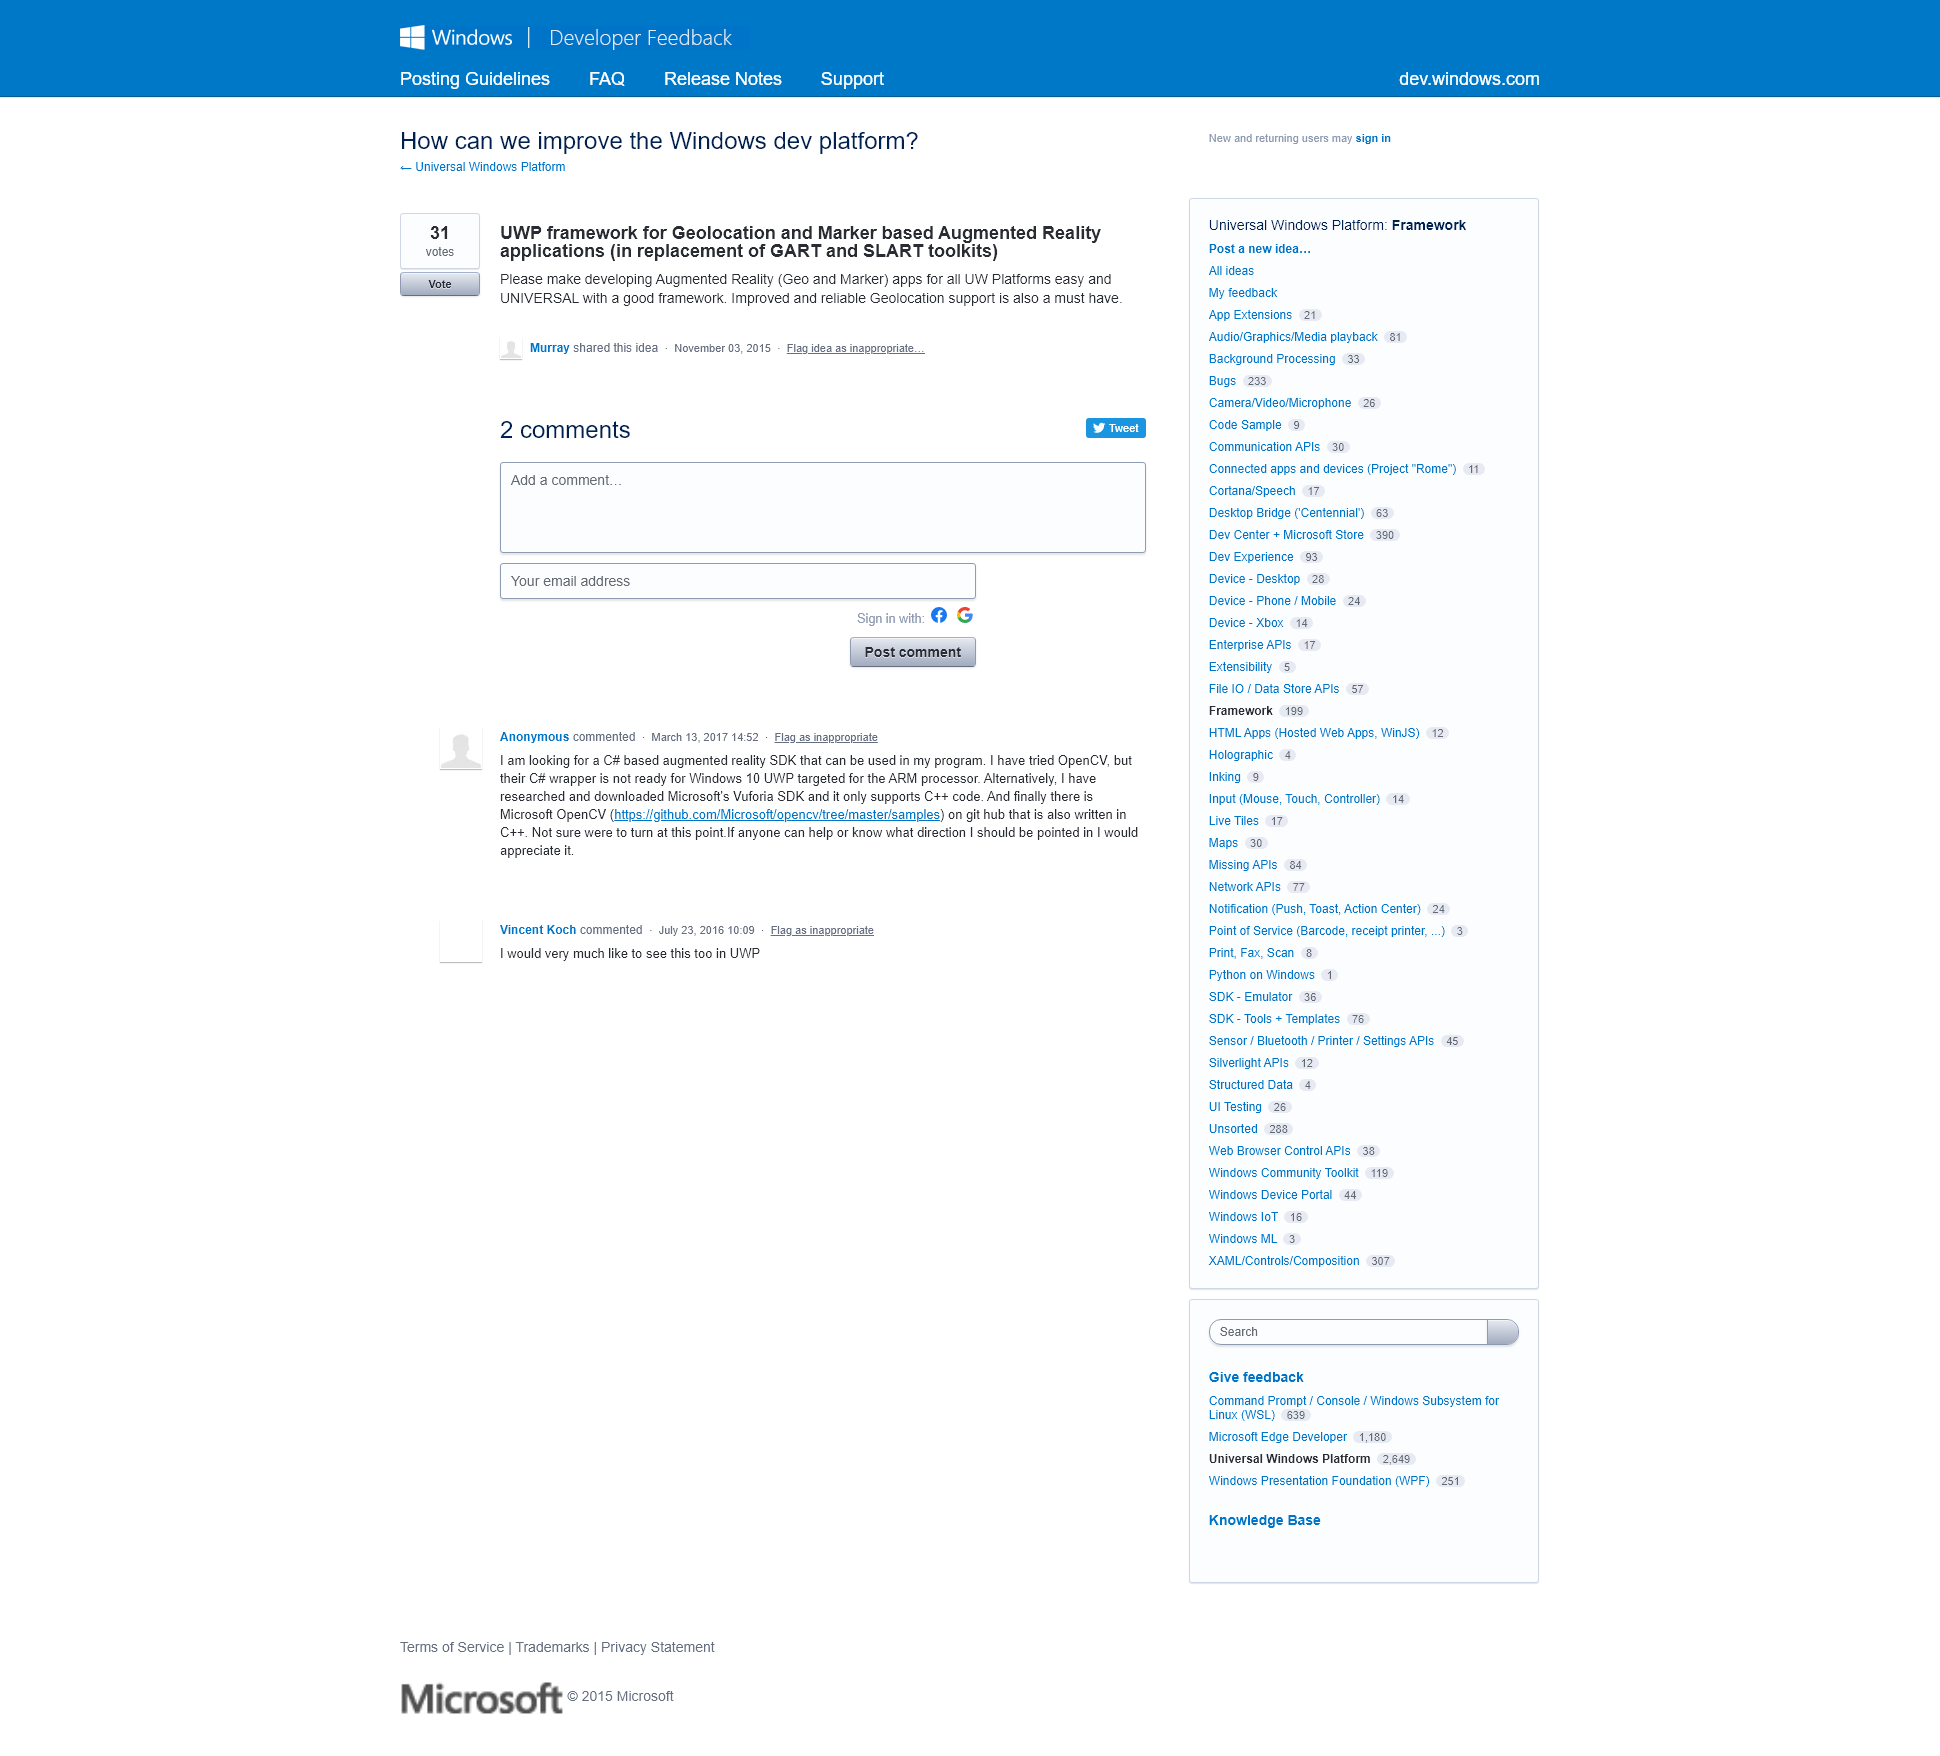 Windows | Developer Feedback
Posting Guidelines FAQ Release Notes Support dev.windows.com
How can we improve the Windows dev platform?
← Universal Windows Platform
New and returning users may sign in
31
votes
Vote
UWP framework for Geolocation and Marker based Augmented Reality
applications (in replacement of GART and SLART toolkits)
Please make developing Augmented Reality (Geo and Marker) apps for all UW Platforms easy and
UNIVERSAL with a good framework. Improved and reliable Geolocation support is also a must have.
Murray shared this idea · November 03, 2015 · Flag idea as inappropriate…
2 comments
Tweet
Add a comment…
Your email address
Sign in with:
Post comment
Anonymous commented · March 13, 2017 14:52 · Flag as inappropriate
I am looking for a C# based augmented reality SDK that can be used in my program. I have tried OpenCV, but
their C# wrapper is not ready for Windows 10 UWP targeted for the ARM processor. Alternatively, I have
researched and downloaded Microsoft's Vuforia SDK and it only supports C++ code. And finally there is
Microsoft OpenCV (https://github.com/Microsoft/opencv/tree/master/samples) on git hub that is also written in
C++. Not sure were to turn at this point.If anyone can help or know what direction I should be pointed in I would
appreciate it.
Vincent Koch commented · July 23, 2016 10:09 · Flag as inappropriate
I would very much like to see this too in UWP
Universal Windows Platform: Framework
Post a new idea…
All ideas
My feedback
App Extensions 21
Audio/Graphics/Media playback 81
Background Processing 33
Bugs 233
Camera/Video/Microphone 26
Code Sample 9
Communication APIs 30
Connected apps and devices (Project "Rome") 11
Cortana/Speech 17
Desktop Bridge ('Centennial') 63
Dev Center + Microsoft Store 390
Dev Experience 93
Device - Desktop 28
Device - Phone / Mobile 24
Device - Xbox 14
Enterprise APIs 17
Extensibility 5
File IO / Data Store APIs 57
Framework 199
HTML Apps (Hosted Web Apps, WinJS) 12
Holographic 4
Inking 9
Input (Mouse, Touch, Controller) 14
Live Tiles 17
Maps 30
Missing APIs 84
Network APIs 77
Notification (Push, Toast, Action Center) 24
Point of Service (Barcode, receipt printer, ...) 3
Print, Fax, Scan 8
Python on Windows 1
SDK - Emulator 36
SDK - Tools + Templates 76
Sensor / Bluetooth / Printer / Settings APIs 45
Silverlight APIs 12
Structured Data 4
UI Testing 26
Unsorted 288
Web Browser Control APIs 38
Windows Community Toolkit 119
Windows Device Portal 44
Windows IoT 16
Windows ML 3
XAML/Controls/Composition 307
Search
Give feedback
Command Prompt / Console / Windows Subsystem for
Linux (WSL) 639
Microsoft Edge Developer 1,180
Universal Windows Platform 2,649
Windows Presentation Foundation (WPF) 251
Knowledge Base
Terms of Service | Trademarks | Privacy Statement
Microsoft © 2015 Microsoft